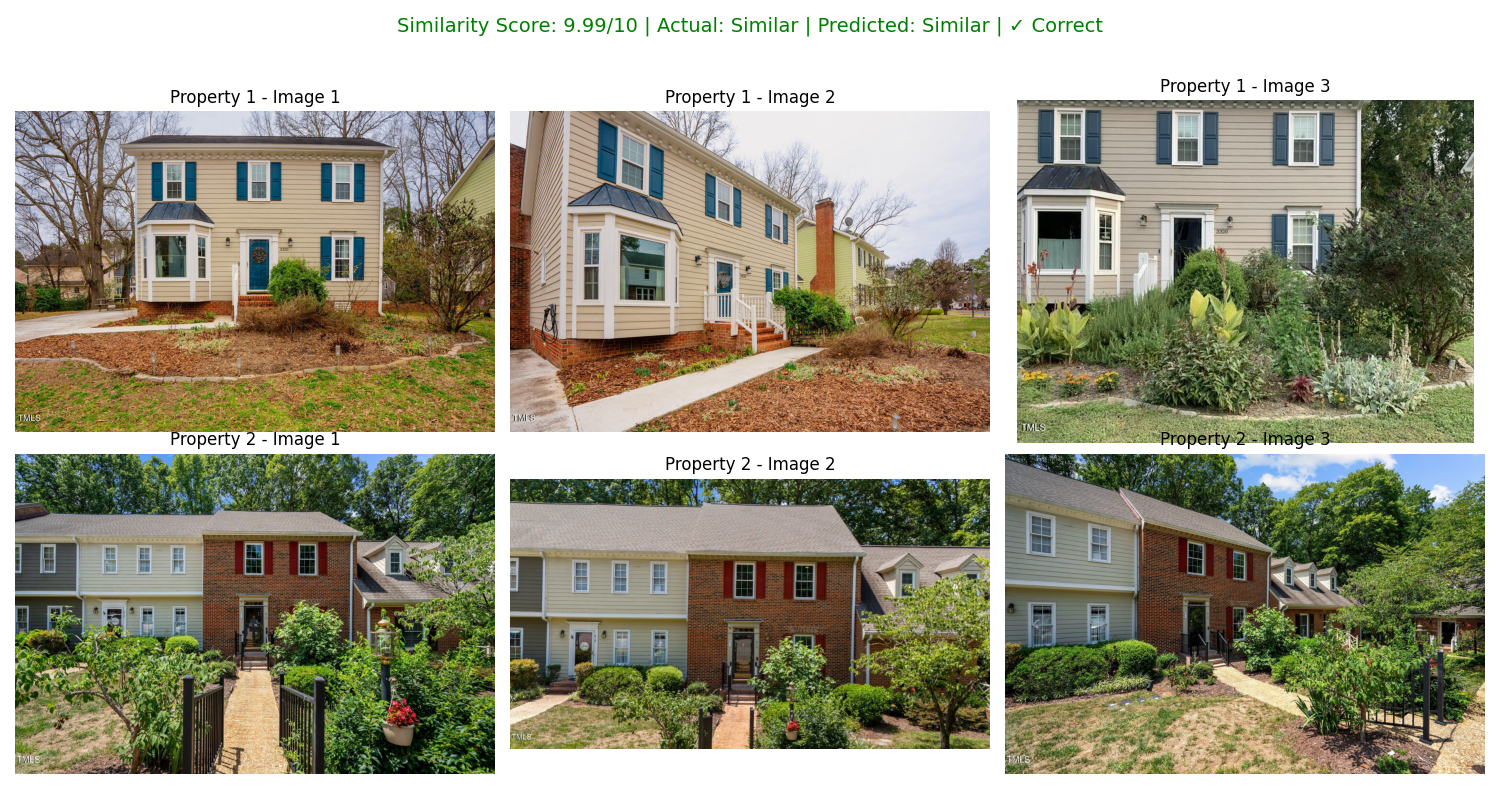 Similarity Score: 9.99/10 | Actual: Similar | Predicted: Similar | ✓ Correct
Property 1 - Image 1
Property 1 - Image 2
Property 1 - Image 3
TMLS
TMLS
TMLS
Property 2 - Image 1
Property 2 - Image 2
Property 2 - Image 3
TMLS
TMLS
TMLS